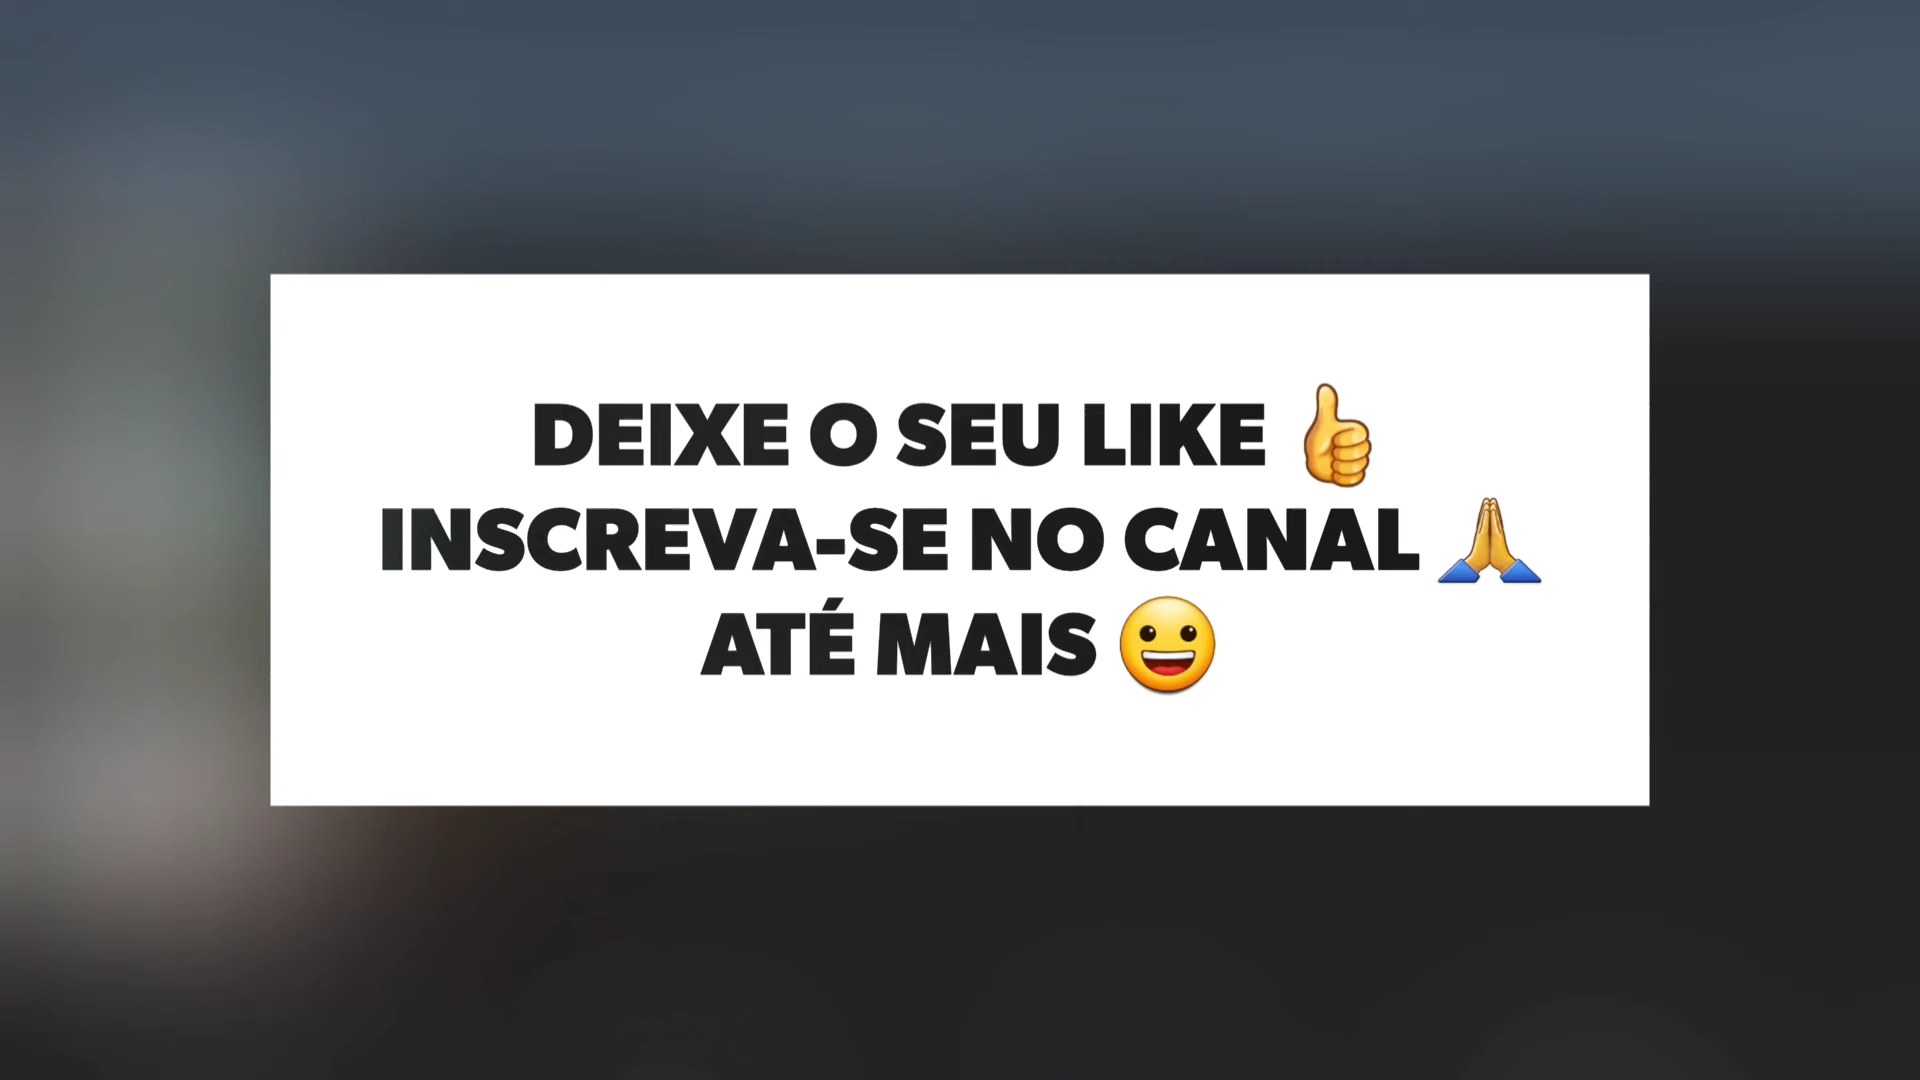 DEIXE O SEU LIKE 👍
INSCREVA-SE NO CANAL 🙏
ATÉ MAIS 😀